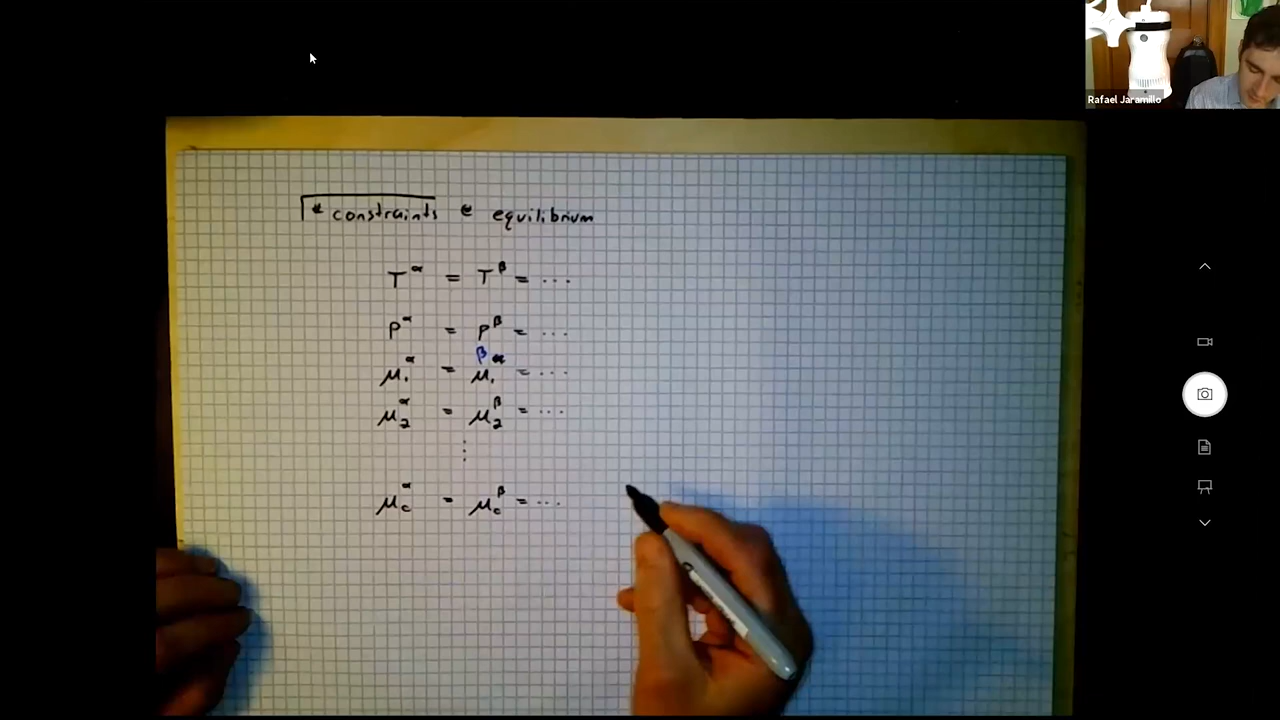 Rafael Jaramillo
# constraints @ equilibrium
T^α = T^β = ...
P^α = P^β = ...
β
μ₁^α = μ₁^α = ...
μ₂^α = μ₂^β = ...
⋮
μ_c^α = μ_c^β = ...